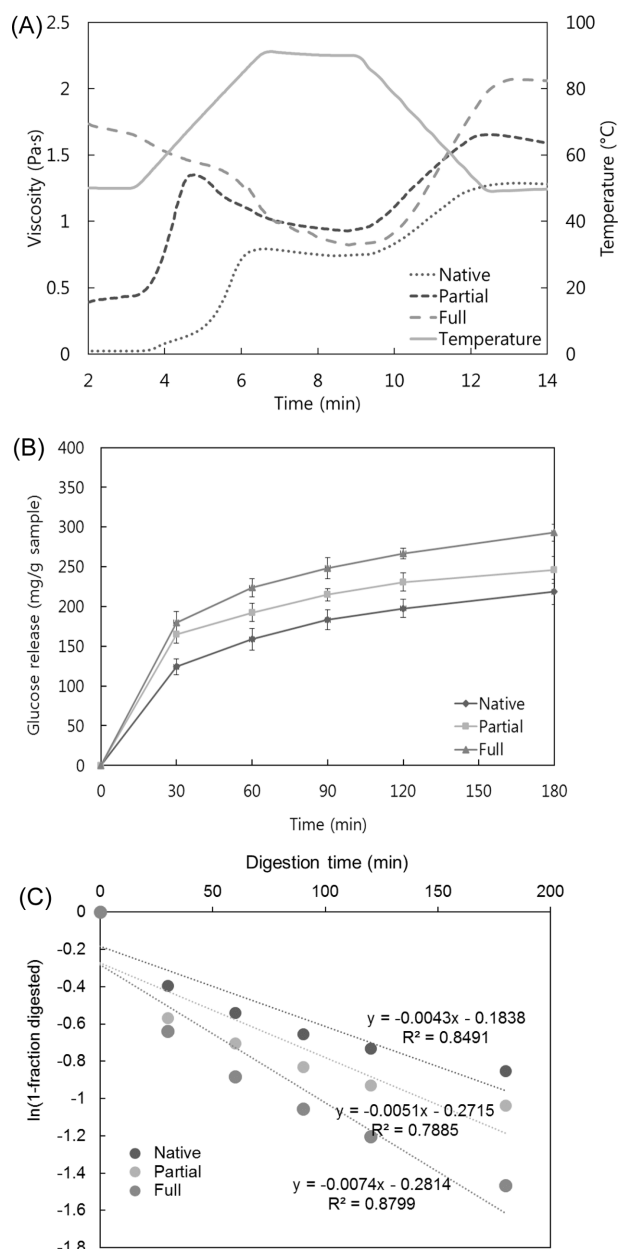 (A)
2.5
2
1.5
1
0.5
0
Viscosity (Pa·s)
100
80
60
40
20
0
Temperature (°C)
Native
Partial
Full
Temperature
2 4 6 8 10 12 14
Time (min)
(B)
400
350
300
250
200
150
100
50
0
Glucose release (mg/g sample)
Native
Partial
Full
0 30 60 90 120 150 180
Time (min)
Digestion time (min)
(C)
0 50 100 150 200
0
-0.2
-0.4
-0.6
-0.8
-1
-1.2
-1.4
-1.6
-1.8
ln(1-fraction digested)
y = -0.0043x - 0.1838
R² = 0.8491
y = -0.0051x - 0.2715
R² = 0.7885
y = -0.0074x - 0.2814
R² = 0.8799
Native
Partial
Full